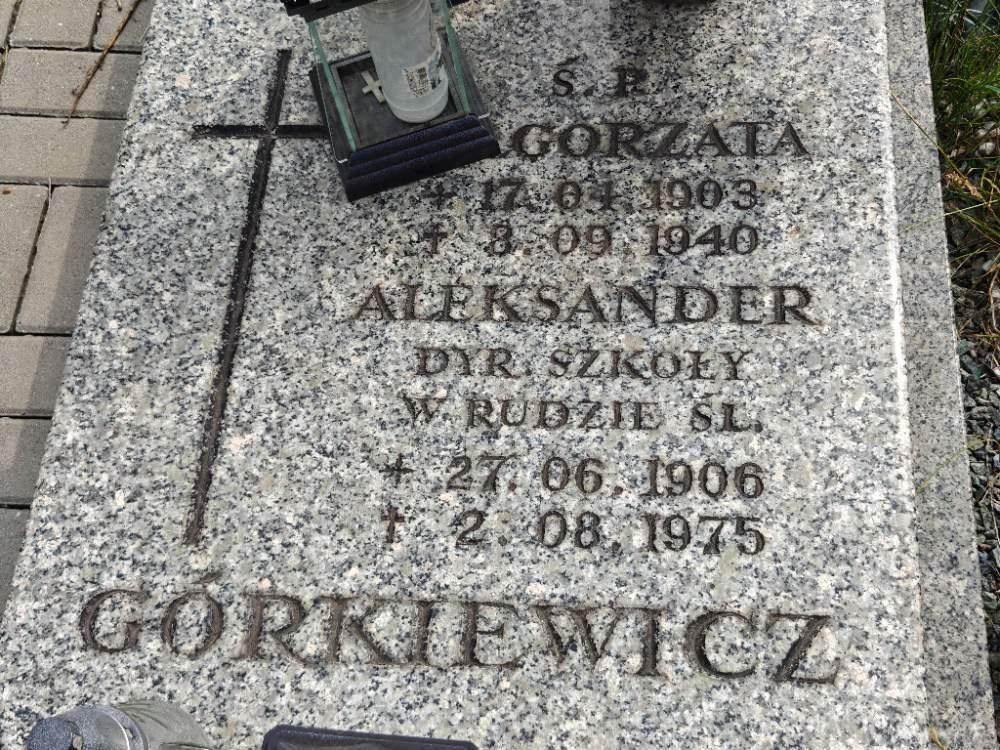 Ś. P.
GORZATA
* 17. 04. 1903
† 8. 09. 1940
ALEKSANDER
DYR. SZKOŁY
W RUDZIE ŚL.
* 27. 06. 1906
† 2. 08. 1975
GÓRKIEWICZ